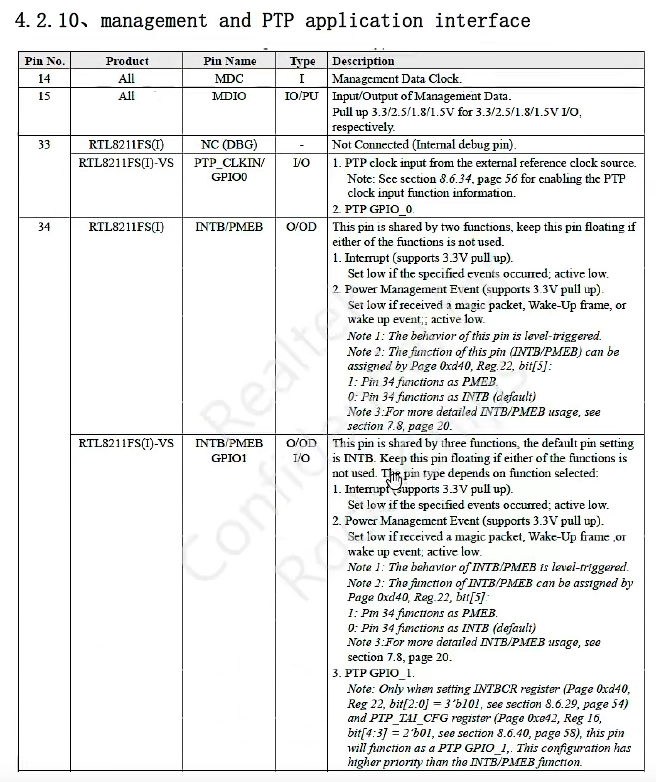 4.2.10、management and PTP application interface
Pin No. Product Pin Name Type Description
14 All MDC I Management Data Clock.
15 All MDIO IO/PU Input/Output of Management Data.
Pull up 3.3/2.5/1.8/1.5V for 3.3/2.5/1.8/1.5V I/O,
respectively.
33 RTL8211FS(I) NC (DBG) - Not Connected (Internal debug pin).
RTL8211FS(I)-VS PTP_CLKIN/ I/O 1. PTP clock input from the external reference clock source.
GPIO0 Note: See section 8.6.34, page 56 for enabling the PTP
clock input function information.
2. PTP GPIO_0.
34 RTL8211FS(I) INTB/PMEB O/OD This pin is shared by two functions, keep this pin floating if
either of the functions is not used.
1. Interrupt (supports 3.3V pull up).
Set low if the specified events occurred; active low.
2. Power Management Event (supports 3.3V pull up).
Set low if received a magic packet, Wake-Up frame, or
wake up event;; active low.
Note 1: The behavior of this pin is level-triggered.
Note 2: The function of this pin (INTB/PMEB) can be
assigned by Page 0xd40, Reg.22, bit[5]:
1: Pin 34 functions as PMEB.
0: Pin 34 functions as INTB (default)
Note 3:For more detailed INTB/PMEB usage, see
section 7.8, page 20.
RTL8211FS(I)-VS INTB/PMEB O/OD This pin is shared by three functions, the default pin setting
GPIO1 I/O is INTB. Keep this pin floating if either of the functions is
not used. The pin type depends on function selected:
1. Interrupt (supports 3.3V pull up).
Set low if the specified events occurred; active low.
2. Power Management Event (supports 3.3V pull up).
Set low if received a magic packet, Wake-Up frame ,or
wake up event; active low.
Note 1: The behavior of INTB/PMEB is level-triggered.
Note 2: The function of INTB/PMEB can be assigned by
Page 0xd40, Reg.22, bit[5]:
1: Pin 34 functions as PMEB.
0: Pin 34 functions as INTB (default)
Note 3:For more detailed INTB/PMEB usage, see
section 7.8, page 20.
3. PTP GPIO_1.
Note: Only when setting INTBCR register (Page 0xd40,
Reg 22, bit[2:0] = 3'b101, see section 8.6.29, page 54)
and PTP_TAI_CFG register (Page 0xe42, Reg 16,
bit[4:3] = 2'b01, see section 8.6.40, page 58), this pin
will function as a PTP GPIO_1,. This configuration has
higher priority than the INTB/PMEB function.